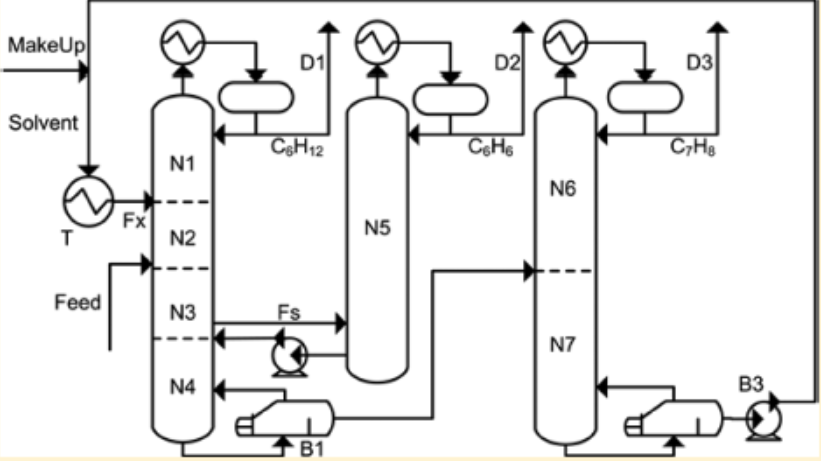 MakeUp
Solvent
T
Fx
Feed
N1
N2
N3
N4
D1
C₆H₁₂
Fs
B1
N5
D2
C₆H₆
N6
N7
D3
C₇H₈
B3